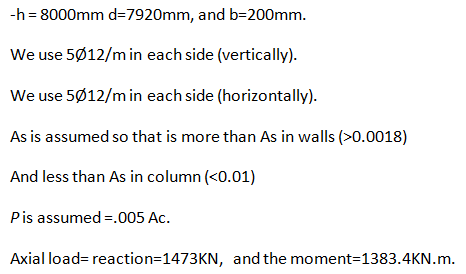 -h = 8000mm d=7920mm, and b=200mm.
We use 5Ø12/m in each side (vertically).
We use 5Ø12/m in each side (horizontally).
As is assumed so that is more than As in walls (>0.0018)
And less than As in column (<0.01)
P is assumed =.005 Ac.
Axial load= reaction=1473KN, and the moment=1383.4KN.m.